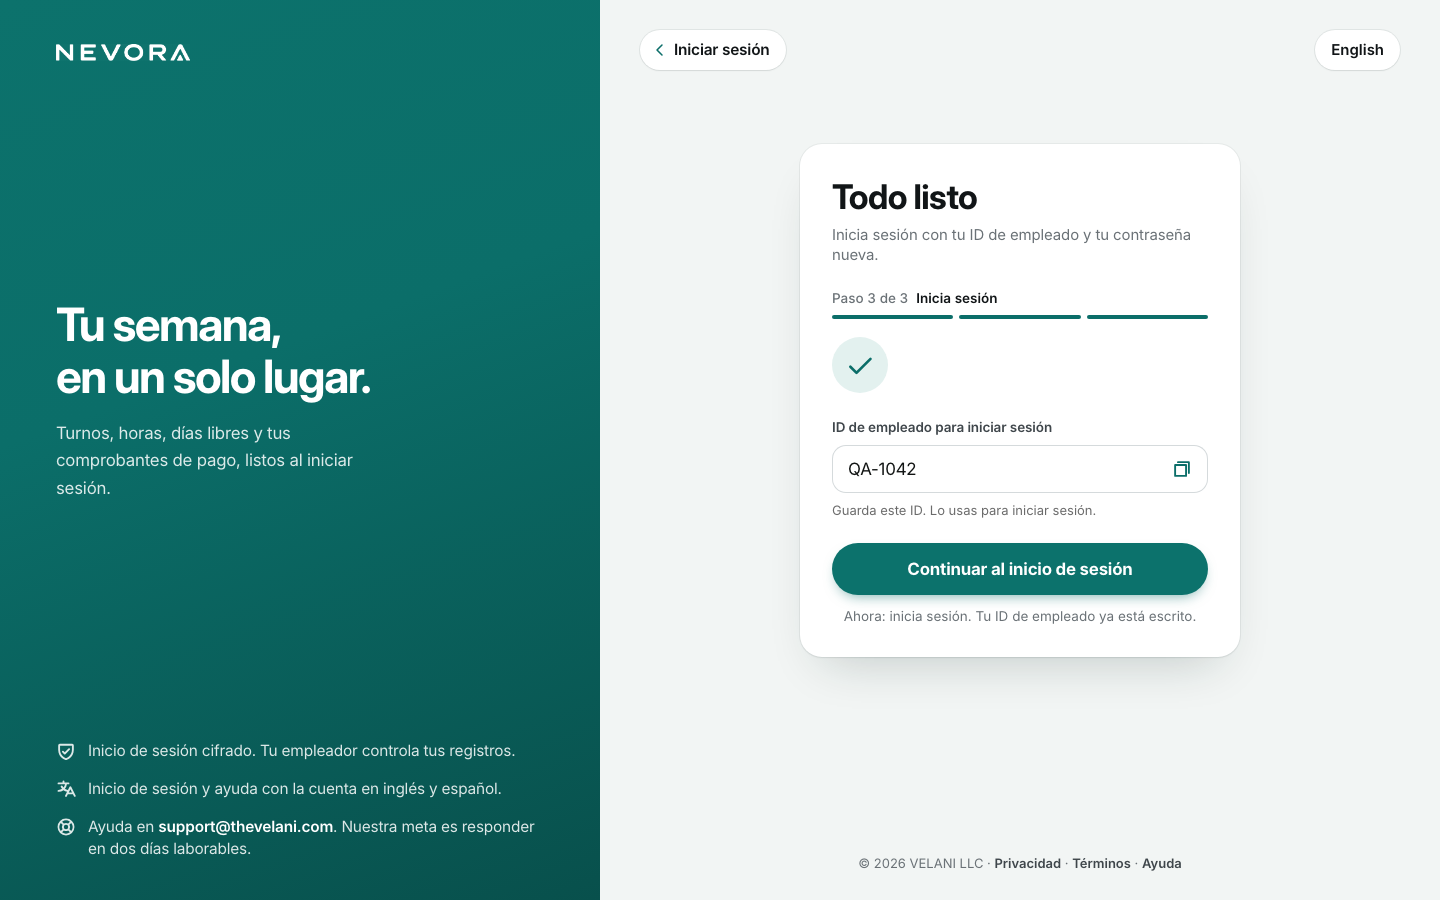 NEVORA
Tu semana,
en un solo lugar.
Turnos, horas, días libres y tus
comprobantes de pago, listos al iniciar
sesión.
Inicio de sesión cifrado. Tu empleador controla tus registros.
Inicio de sesión y ayuda con la cuenta en inglés y español.
Ayuda en support@thevelani.com. Nuestra meta es responder
en dos días laborables.
Iniciar sesión
English
Todo listo
Inicia sesión con tu ID de empleado y tu contraseña
nueva.
Paso 3 de 3 Inicia sesión
ID de empleado para iniciar sesión
QA-1042
Guarda este ID. Lo usas para iniciar sesión.
Continuar al inicio de sesión
Ahora: inicia sesión. Tu ID de empleado ya está escrito.
© 2026 VELANI LLC · Privacidad · Términos · Ayuda